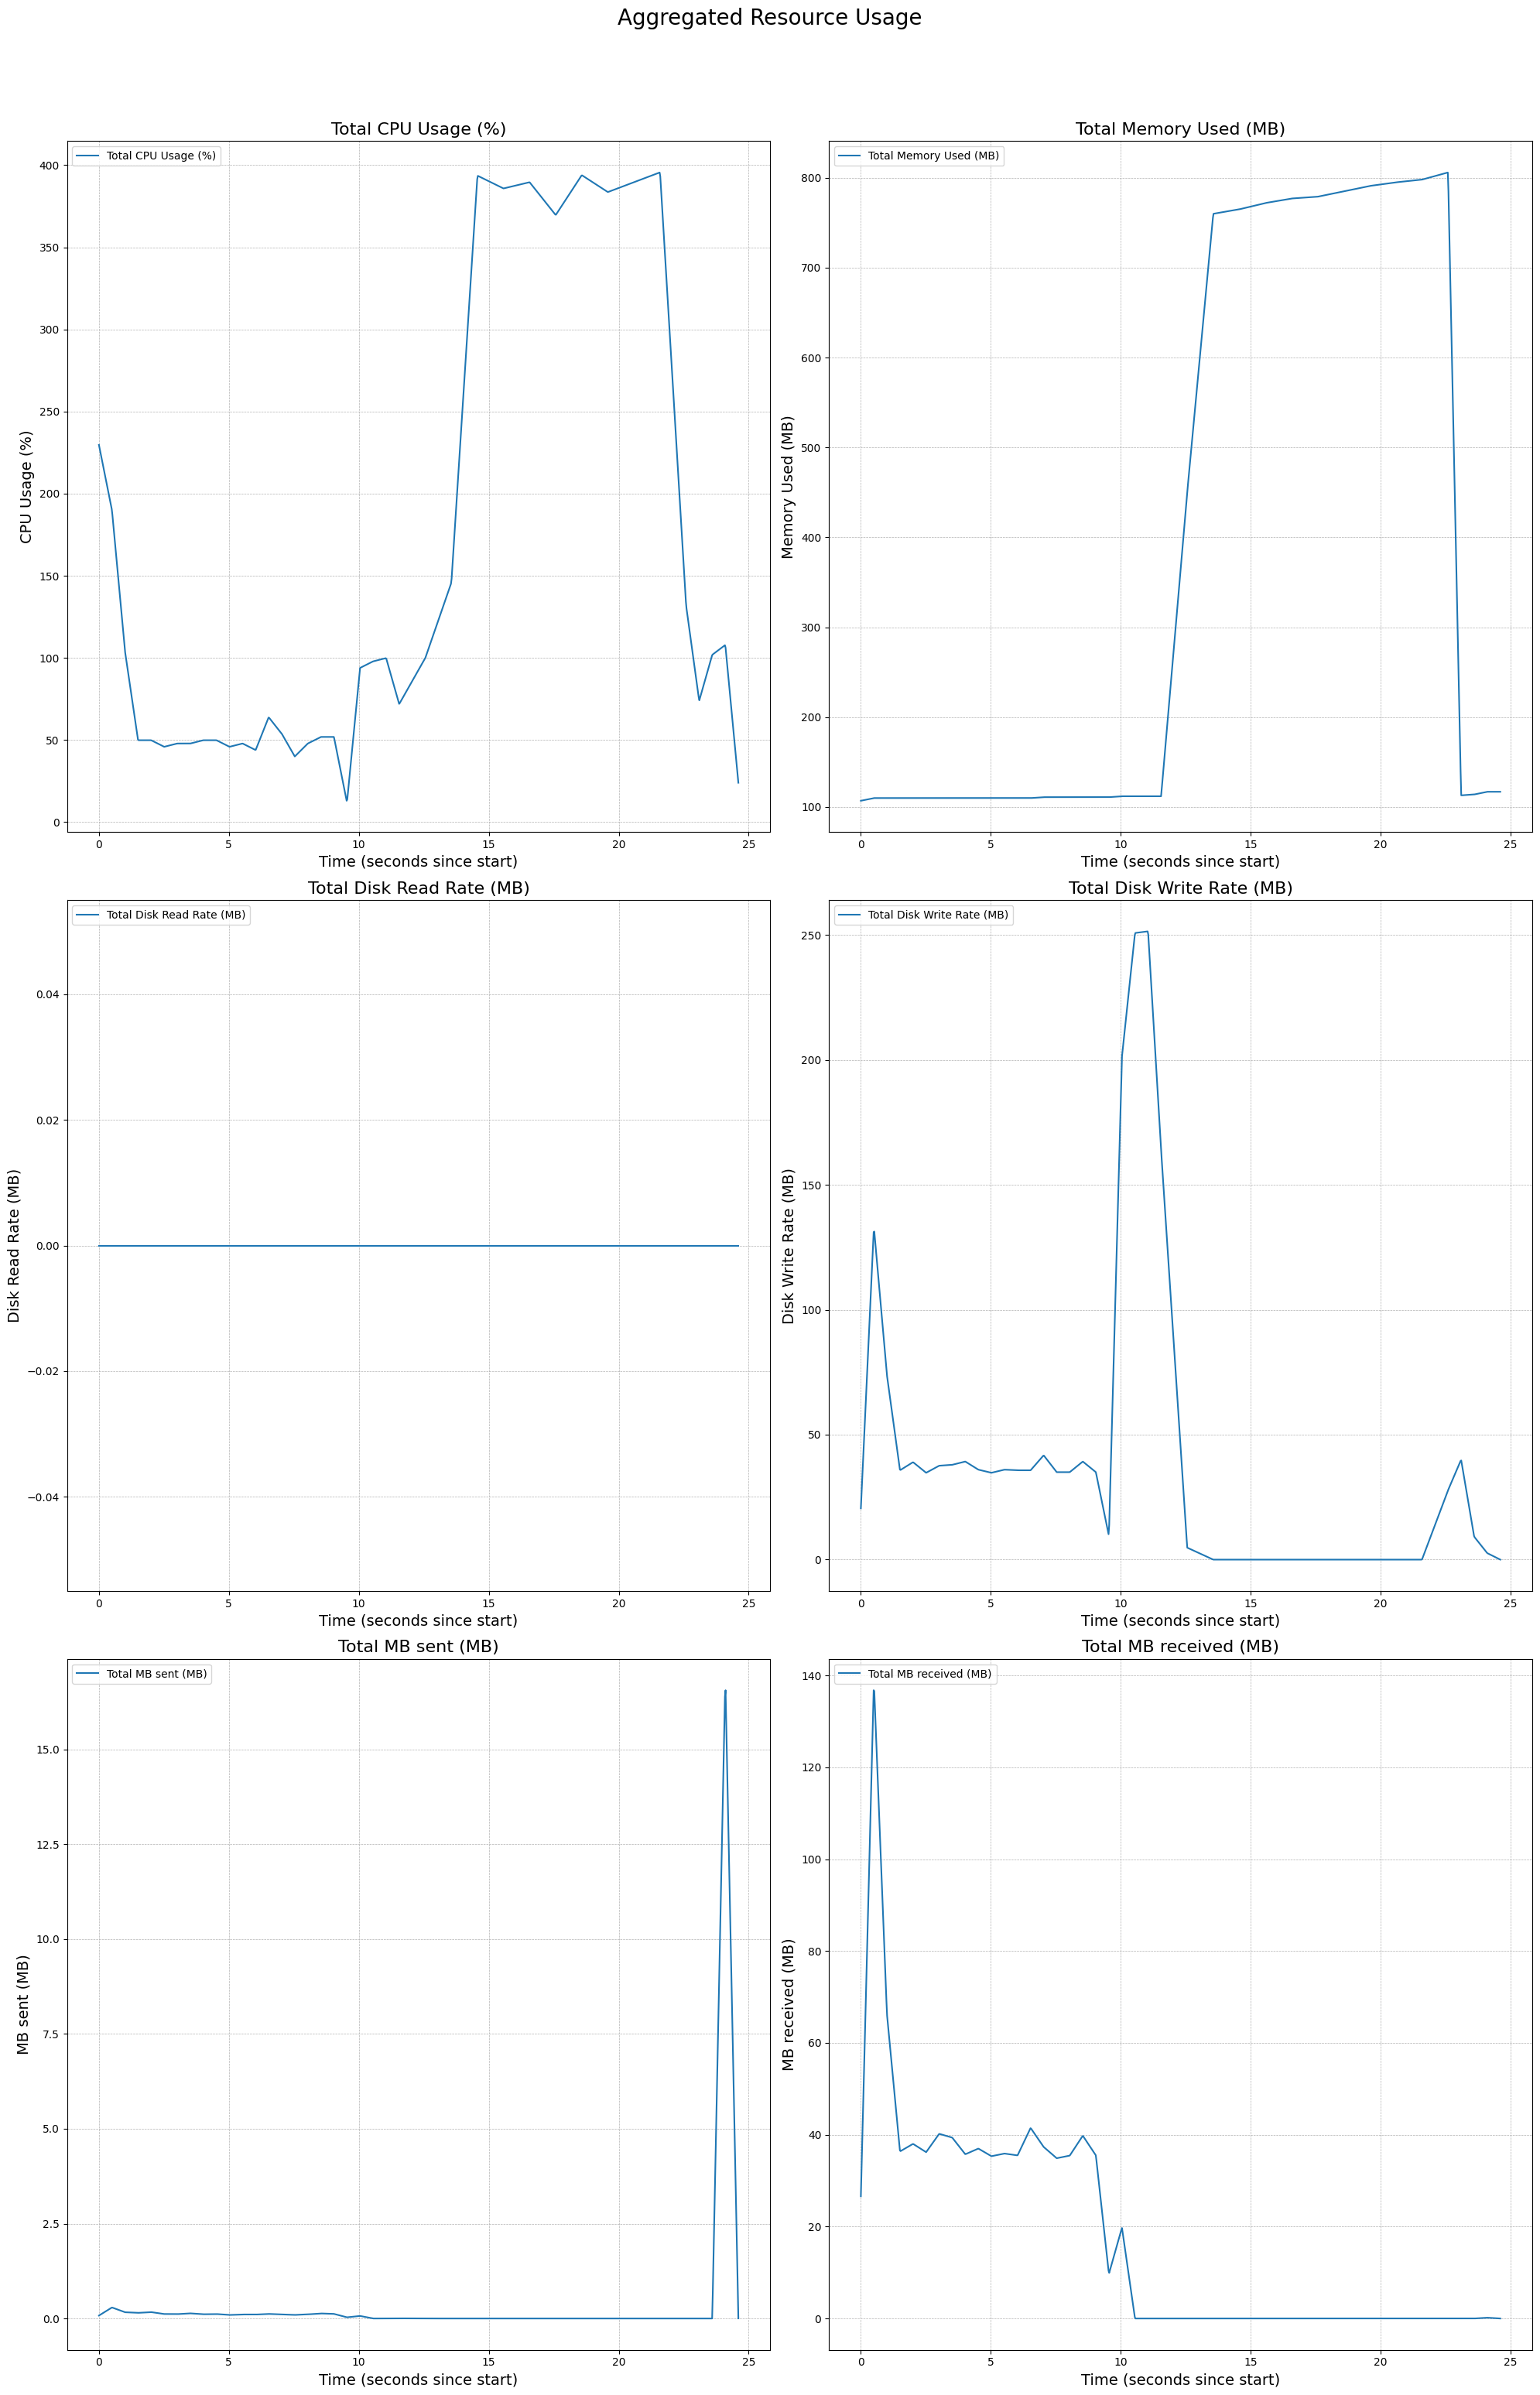 Aggregated Resource Usage
Total CPU Usage (%)
Total CPU Usage (%)
CPU Usage (%)
400
350
300
250
200
150
100
50
0
0 5 10 15 20 25
Time (seconds since start)
Total Memory Used (MB)
Total Memory Used (MB)
Memory Used (MB)
800
700
600
500
400
300
200
100
0 5 10 15 20 25
Time (seconds since start)
Total Disk Read Rate (MB)
Total Disk Read Rate (MB)
Disk Read Rate (MB)
0.04
0.02
0.00
−0.02
−0.04
0 5 10 15 20 25
Time (seconds since start)
Total Disk Write Rate (MB)
Total Disk Write Rate (MB)
Disk Write Rate (MB)
250
200
150
100
50
0
0 5 10 15 20 25
Time (seconds since start)
Total MB sent (MB)
Total MB sent (MB)
MB sent (MB)
15.0
12.5
10.0
7.5
5.0
2.5
0.0
0 5 10 15 20 25
Time (seconds since start)
Total MB received (MB)
Total MB received (MB)
MB received (MB)
140
120
100
80
60
40
20
0
0 5 10 15 20 25
Time (seconds since start)